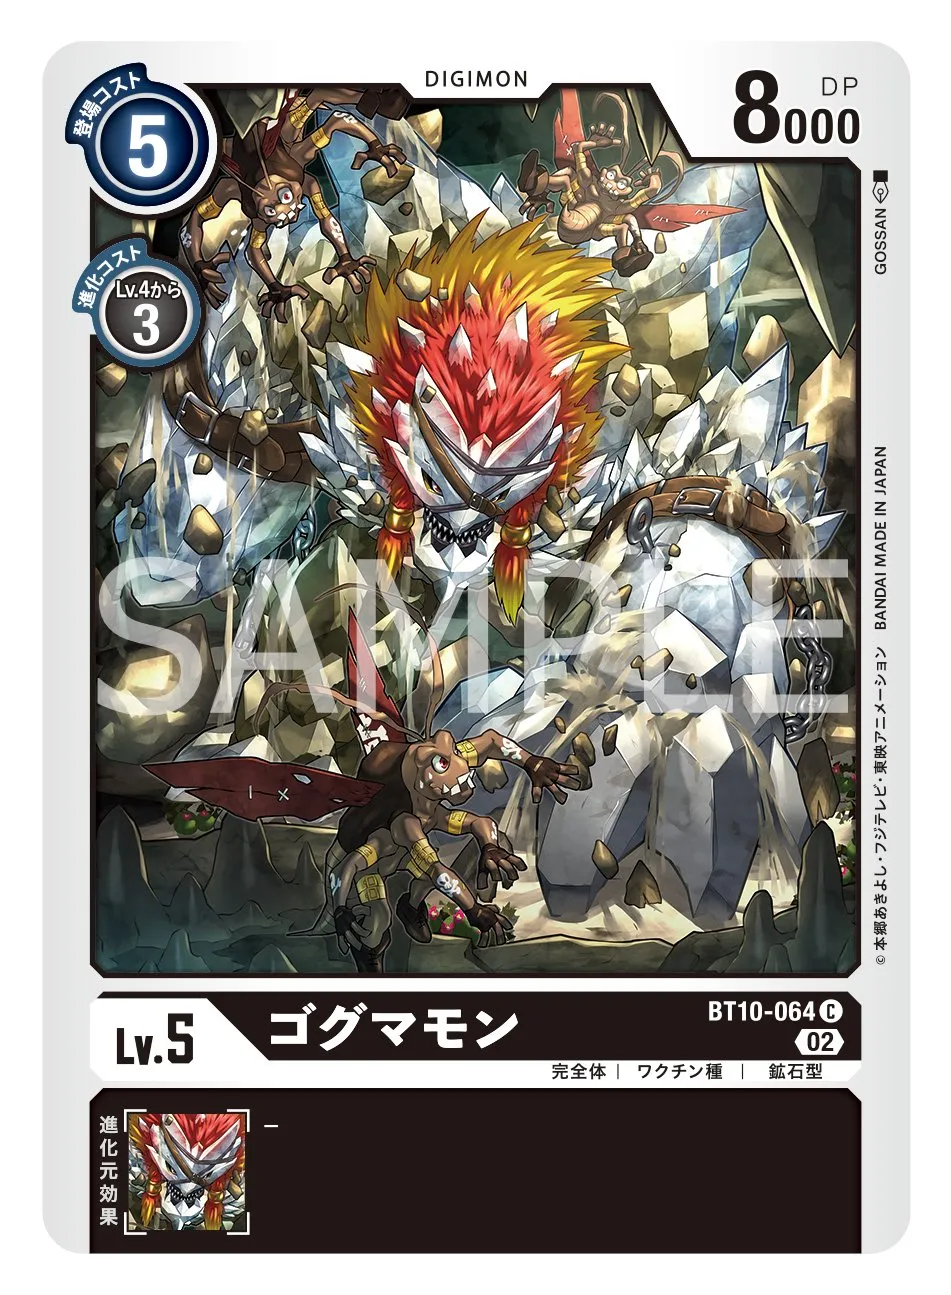 DIGIMON
登場コスト
5
8000
DP
進化コスト
Lv.4から
3
GOSSAN
BANDAI MADE IN JAPAN
©本郷あきよし・フジテレビ・東映アニメーション
SAMPLE
Lv.5
ゴグマモン
BT10-064 C
02
完全体 | ワクチン種 | 鉱石型
進化元効果
－